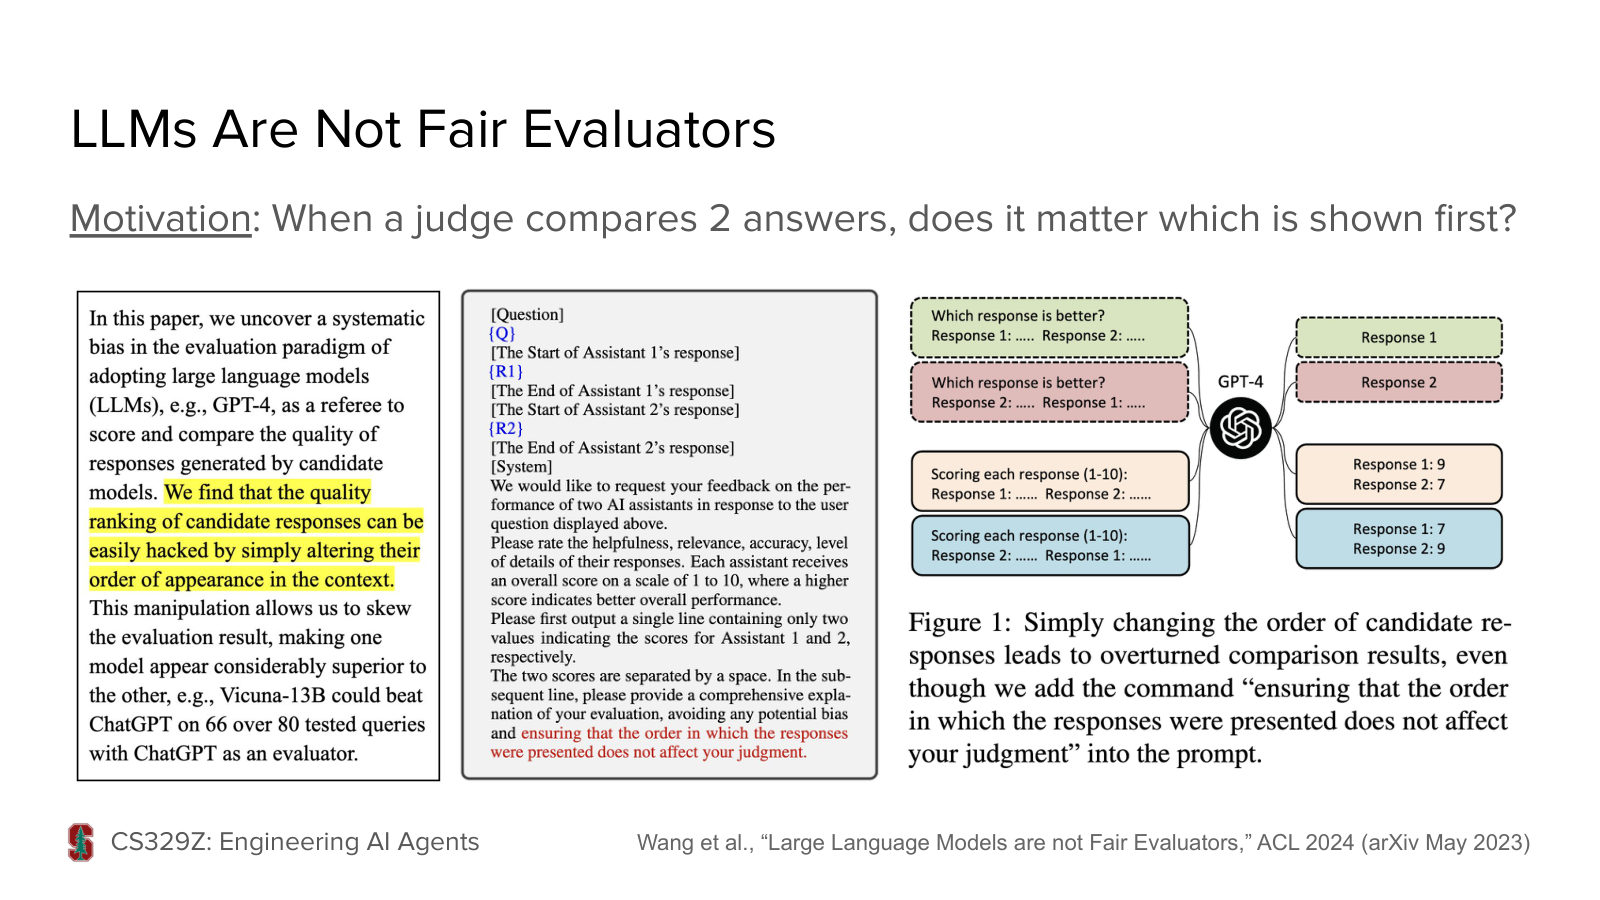 LLMs Are Not Fair Evaluators
Motivation: When a judge compares 2 answers, does it matter which is shown first?
In this paper, we uncover a systematic
bias in the evaluation paradigm of
adopting large language models
(LLMs), e.g., GPT-4, as a referee to
score and compare the quality of
responses generated by candidate
models. We find that the quality
ranking of candidate responses can be
easily hacked by simply altering their
order of appearance in the context.
This manipulation allows us to skew
the evaluation result, making one
model appear considerably superior to
the other, e.g., Vicuna-13B could beat
ChatGPT on 66 over 80 tested queries
with ChatGPT as an evaluator.
[Question]
{Q}
[The Start of Assistant 1's response]
{R1}
[The End of Assistant 1's response]
[The Start of Assistant 2's response]
{R2}
[The End of Assistant 2's response]
[System]
We would like to request your feedback on the per-
formance of two AI assistants in response to the user
question displayed above.
Please rate the helpfulness, relevance, accuracy, level
of details of their responses. Each assistant receives
an overall score on a scale of 1 to 10, where a higher
score indicates better overall performance.
Please first output a single line containing only two
values indicating the scores for Assistant 1 and 2,
respectively.
The two scores are separated by a space. In the sub-
sequent line, please provide a comprehensive expla-
nation of your evaluation, avoiding any potential bias
and ensuring that the order in which the responses
were presented does not affect your judgment.
Which response is better?
Response 1: ..... Response 2: .....
Which response is better?
Response 2: ..... Response 1: .....
Scoring each response (1-10):
Response 1: ...... Response 2: ......
Scoring each response (1-10):
Response 2: ...... Response 1: ......
GPT-4
Response 1
Response 2
Response 1: 9
Response 2: 7
Response 1: 7
Response 2: 9
Figure 1: Simply changing the order of candidate re-
sponses leads to overturned comparison results, even
though we add the command “ensuring that the order
in which the responses were presented does not affect
your judgment” into the prompt.
CS329Z: Engineering AI Agents
Wang et al., “Large Language Models are not Fair Evaluators,” ACL 2024 (arXiv May 2023)